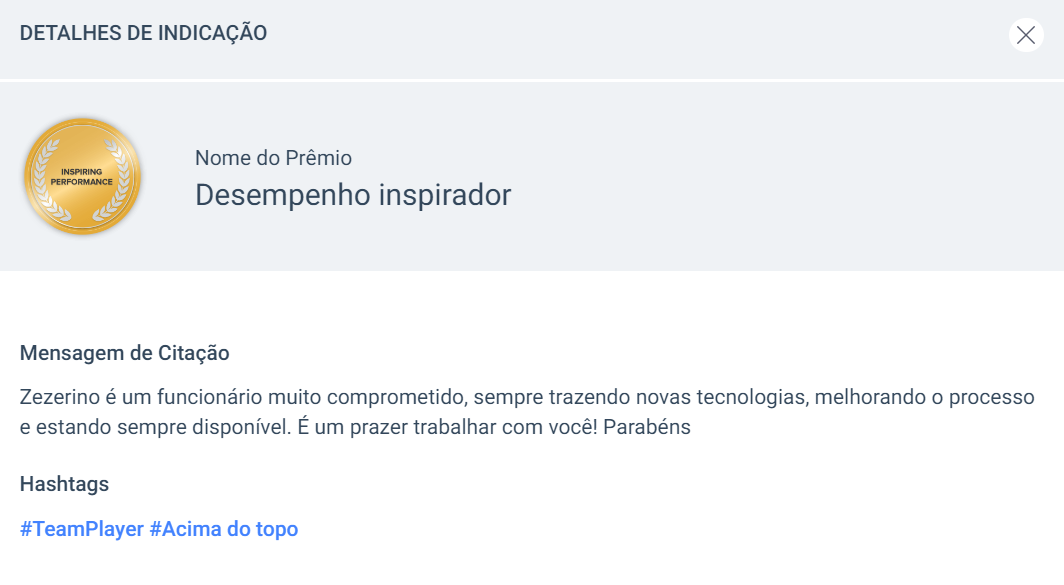 DETALHES DE INDICAÇÃO
INSPIRING
PERFORMANCE
Nome do Prêmio
Desempenho inspirador
Mensagem de Citação
Zezerino é um funcionário muito comprometido, sempre trazendo novas tecnologias, melhorando o processo
e estando sempre disponível. É um prazer trabalhar com você! Parabéns
Hashtags
#TeamPlayer #Acima do topo